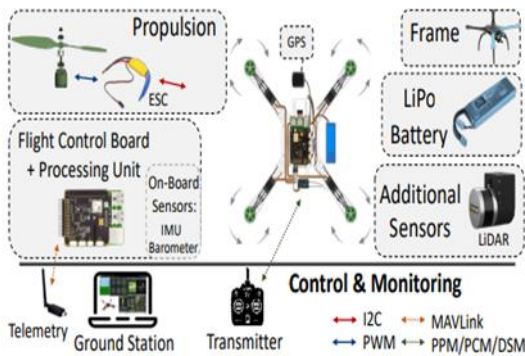 Propulsion
ESC
GPS
Frame
LiPo
Battery
Flight Control Board
+ Processing Unit
On-Board
Sensors:
IMU
Barometer
Additional
Sensors
LiDAR
Control & Monitoring
Telemetry
Ground Station
Transmitter
I2C
MAVLink
PWM
PPM/PCM/DSM